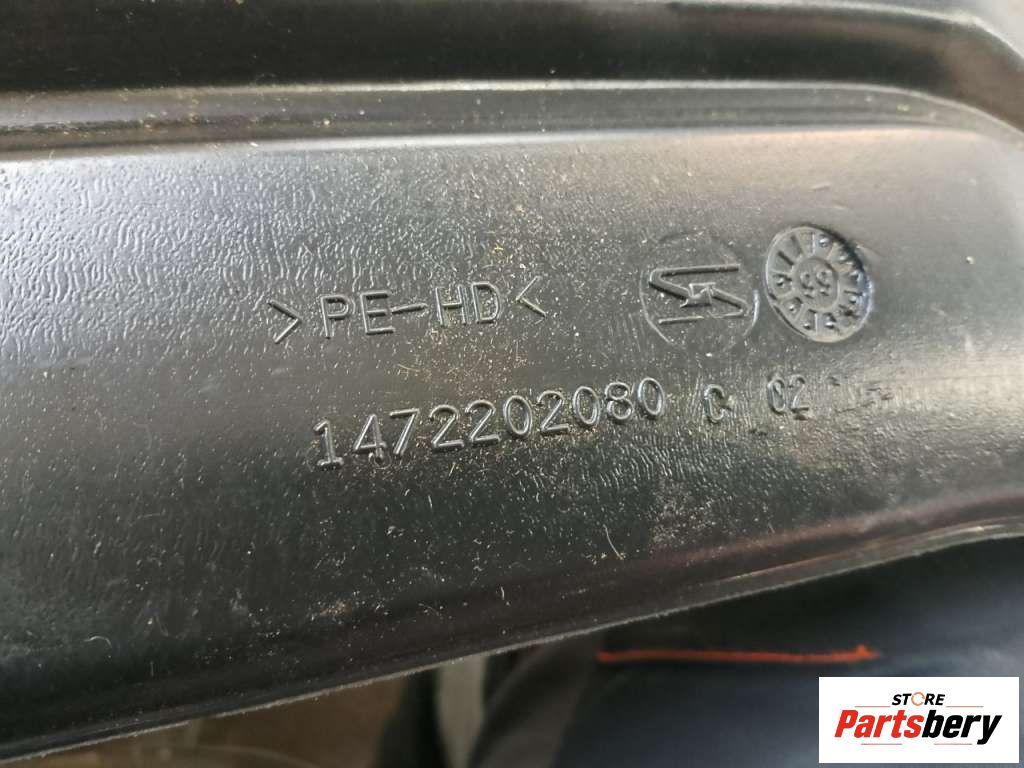 >PE-HD<
1472202080 C 02
STORE
Partsbery